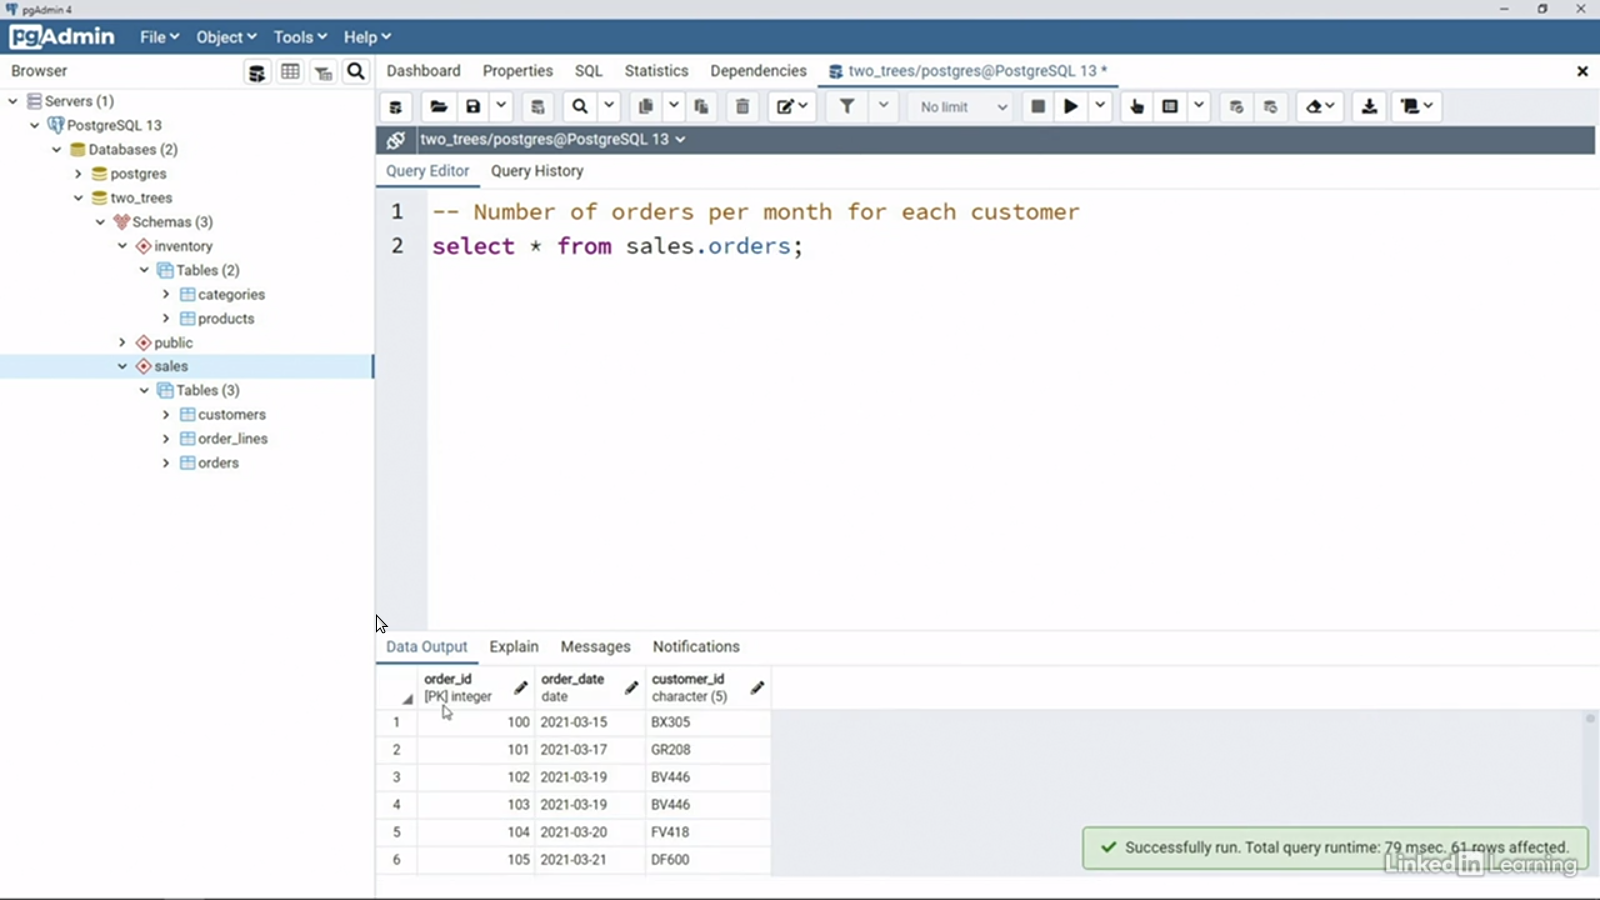 pgAdmin 4
pgAdmin File Object Tools Help
Browser
Dashboard Properties SQL Statistics Dependencies two_trees/postgres@PostgreSQL 13 *
No limit
two_trees/postgres@PostgreSQL 13
Servers (1)
PostgreSQL 13
Databases (2)
postgres
two_trees
Schemas (3)
inventory
Tables (2)
categories
products
public
sales
Tables (3)
customers
order_lines
orders
Query Editor Query History
1 -- Number of orders per month for each customer
2 select * from sales.orders;
Data Output Explain Messages Notifications
order_id order_date customer_id
[PK] integer date character (5)
1 100 2021-03-15 BX305
2 101 2021-03-17 GR208
3 102 2021-03-19 BV446
4 103 2021-03-19 BV446
5 104 2021-03-20 FV418
6 105 2021-03-21 DF600
Successfully run. Total query runtime: 79 msec. 61 rows affected.
Linked in Learning